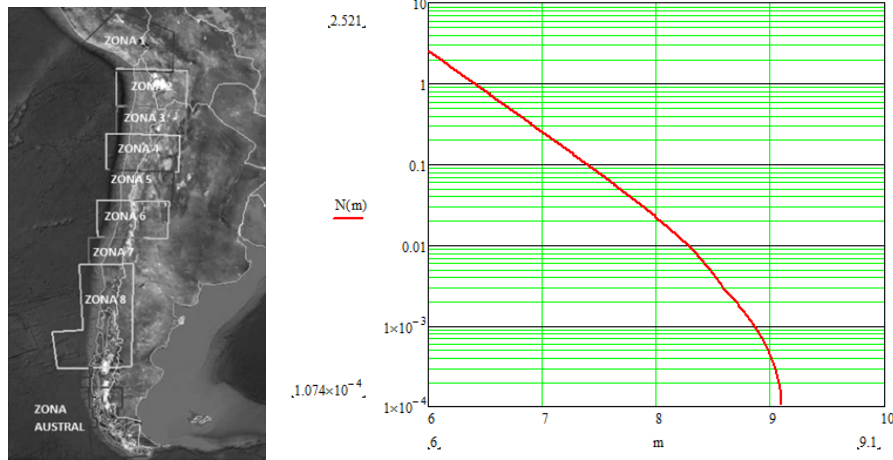 ZONA 1
ZONA 2
ZONA 3
ZONA 4
ZONA 5
ZONA 6
ZONA 7
ZONA 8
ZONA
AUSTRAL
2.521
N(m)
1.074×10⁻⁴
10
1
0.1
0.01
1×10⁻³
1×10⁻⁴
6 7 8 9 10
6 m 9.1